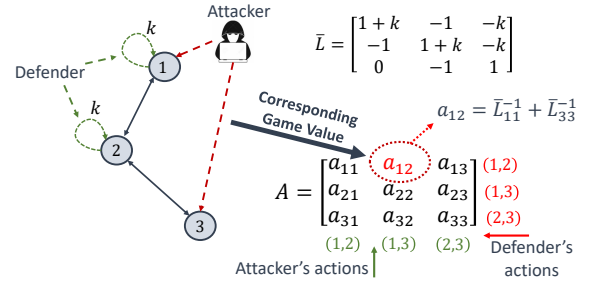 Attacker
k
1
Defender
k
2
3
L̄ = [1 + k −1 −k
−1 1 + k −k
0 −1 1]
Corresponding
Game Value
a₁₂ = L̄₁₁⁻¹ + L̄₃₃⁻¹
A = [a₁₁ a₁₂ a₁₃ (1,2)
a₂₁ a₂₂ a₂₃ (1,3)
a₃₁ a₃₂ a₃₃] (2,3)
(1,2) (1,3) (2,3)
Attacker's actions
Defender's
actions